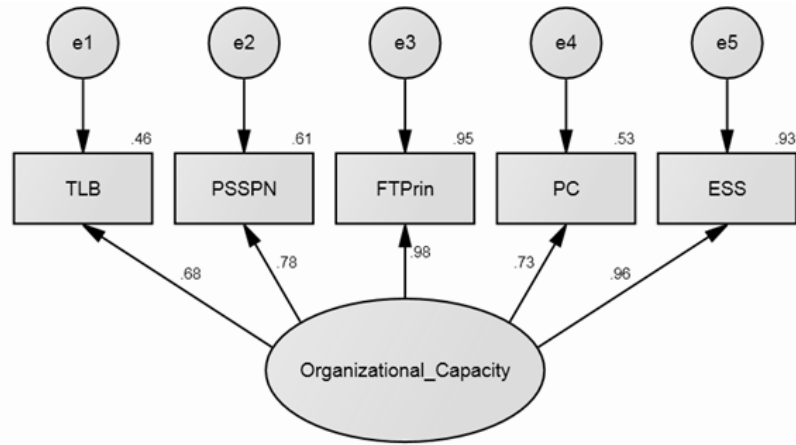 e1 e2 e3 e4 e5
.46 .61 .95 .53 .93
TLB PSSPN FTPrin PC ESS
.68 .78 .98 .73 .96
Organizational_Capacity